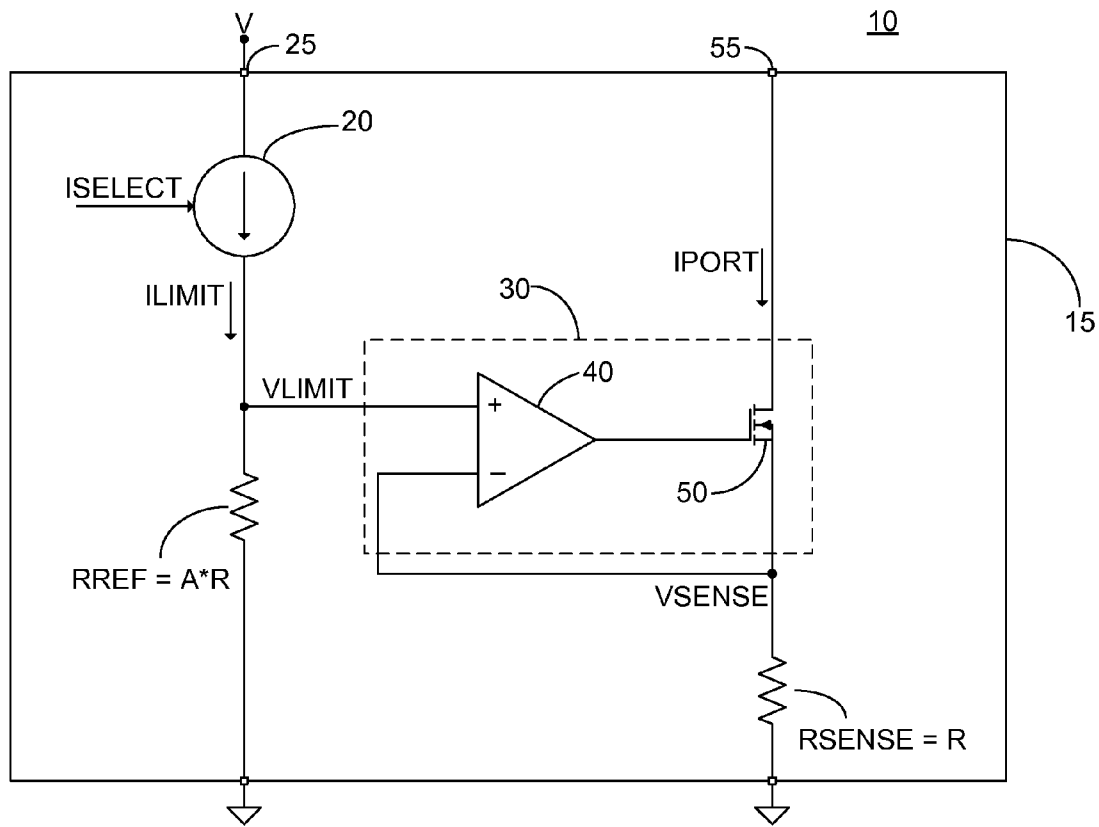 10
V
25
55
20
ISELECT
IPORT
ILIMIT
30
15
VLIMIT
40
+
−
50
RREF = A*R
VSENSE
RSENSE = R